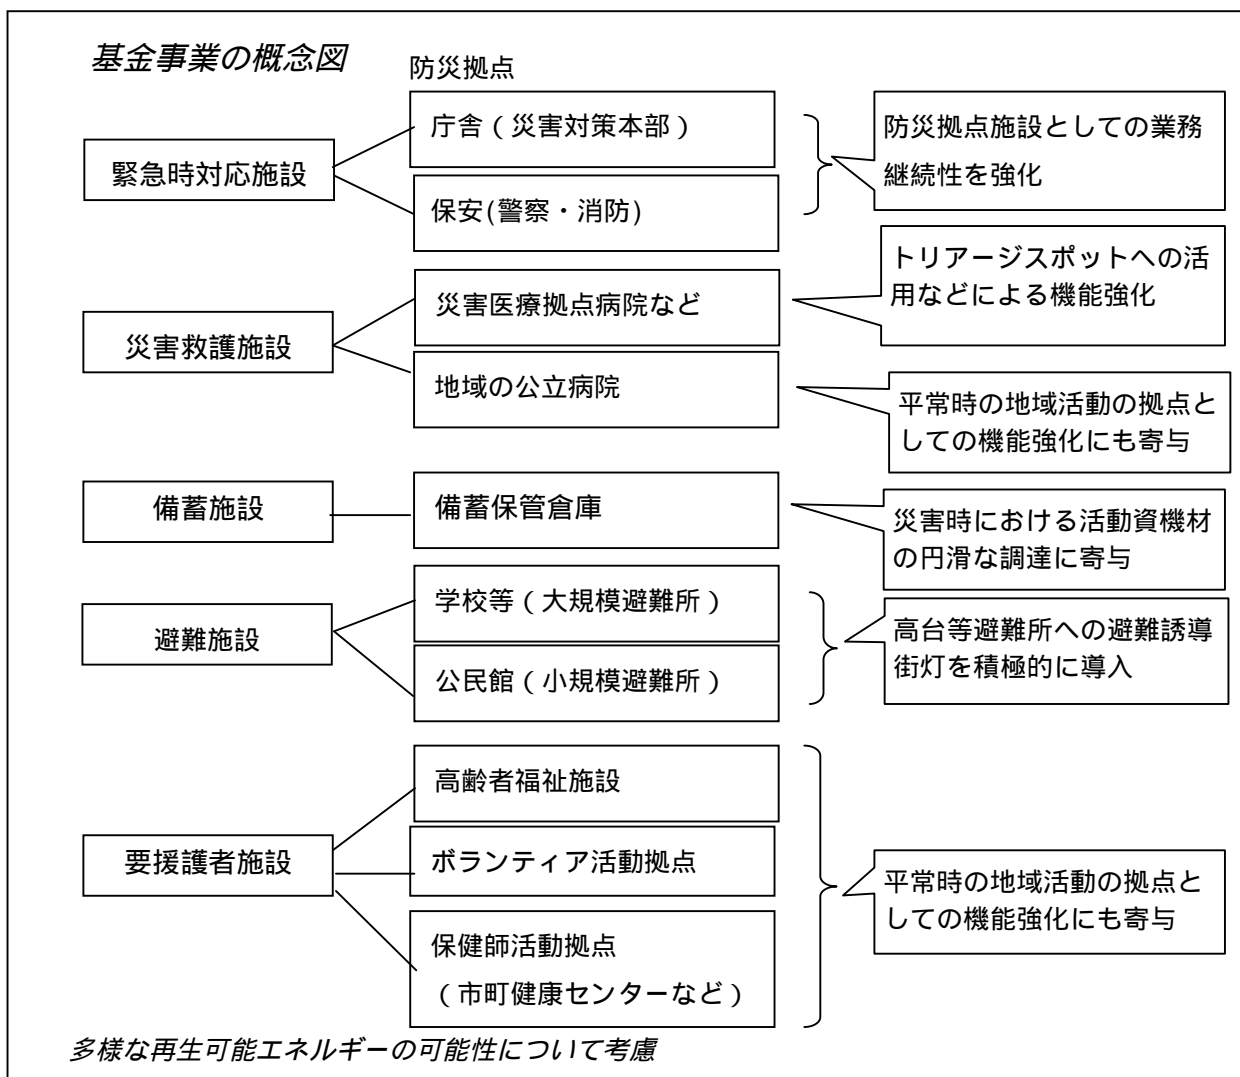 基金事業の概念図
防災拠点
緊急時対応施設
庁舎（災害対策本部）
保安(警察・消防)
防災拠点施設としての業務
継続性を強化
災害救護施設
災害医療拠点病院など
トリアージスポットへの活
用などによる機能強化
地域の公立病院
平常時の地域活動の拠点と
しての機能強化にも寄与
備蓄施設
備蓄保管倉庫
災害時における活動資機材
の円滑な調達に寄与
避難施設
学校等（大規模避難所）
公民館（小規模避難所）
高台等避難所への避難誘導
街灯を積極的に導入
要援護者施設
高齢者福祉施設
ボランティア活動拠点
保健師活動拠点
（市町健康センターなど）
平常時の地域活動の拠点と
しての機能強化にも寄与
多様な再生可能エネルギーの可能性について考慮